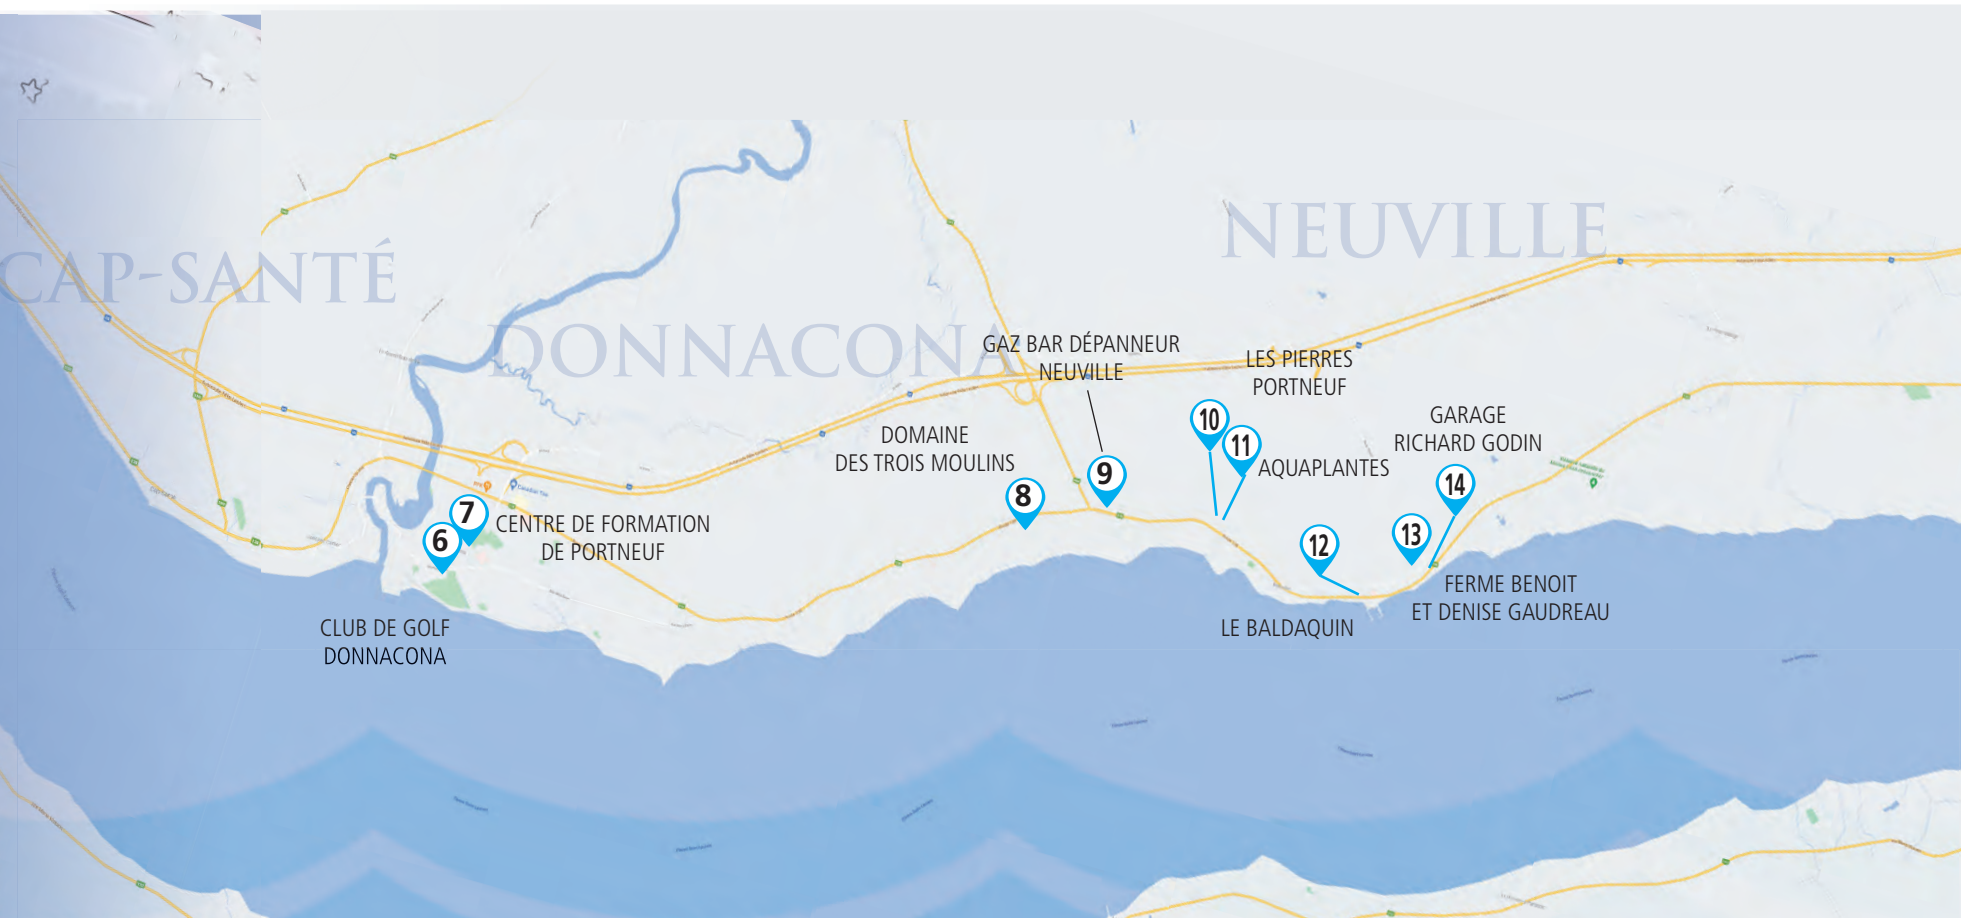 NEUVILLE
CAP-SANTÉ
DONNACONA
GAZ BAR DÉPANNEUR
NEUVILLE
LES PIERRES
PORTNEUF
10
GARAGE
RICHARD GODIN
11
DOMAINE
DES TROIS MOULINS
AQUAPLANTES
9
14
8
7
CENTRE DE FORMATION
DE PORTNEUF
6
13
12
FERME BENOIT
ET DENISE GAUDREAU
CLUB DE GOLF
DONNACONA
LE BALDAQUIN
Canadian Tire